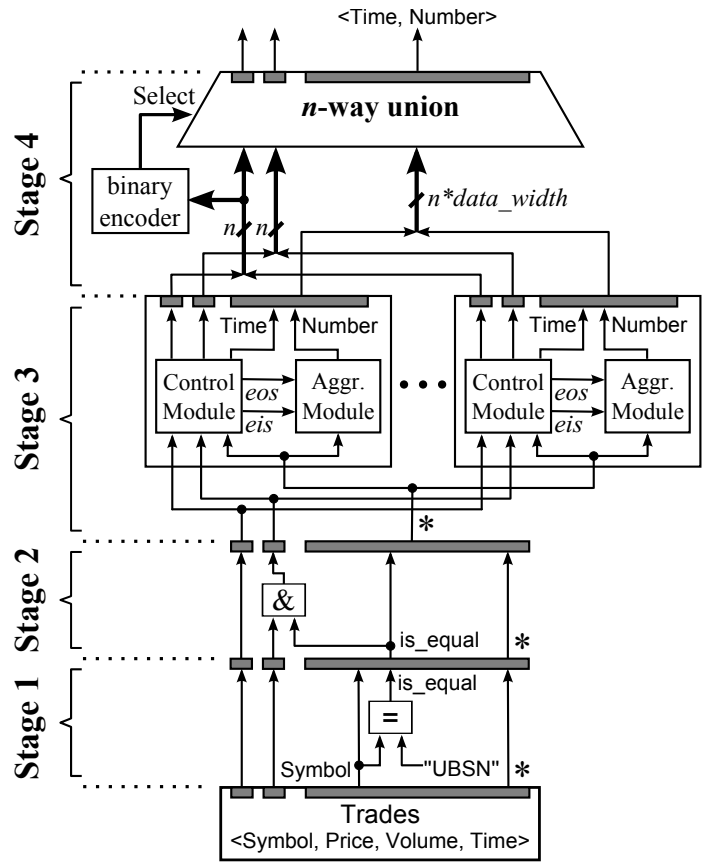 <Time, Number>
Select
n-way union
Stage 4
binary
encoder
n
n
n*data_width
Time
Number
Time
Number
Stage 3
Control
Module
eos
eis
Aggr.
Module
Control
Module
eos
eis
Aggr.
Module
*
Stage 2
&
is_equal
*
Stage 1
is_equal
=
Symbol
"UBSN"
*
Trades
<Symbol, Price, Volume, Time>